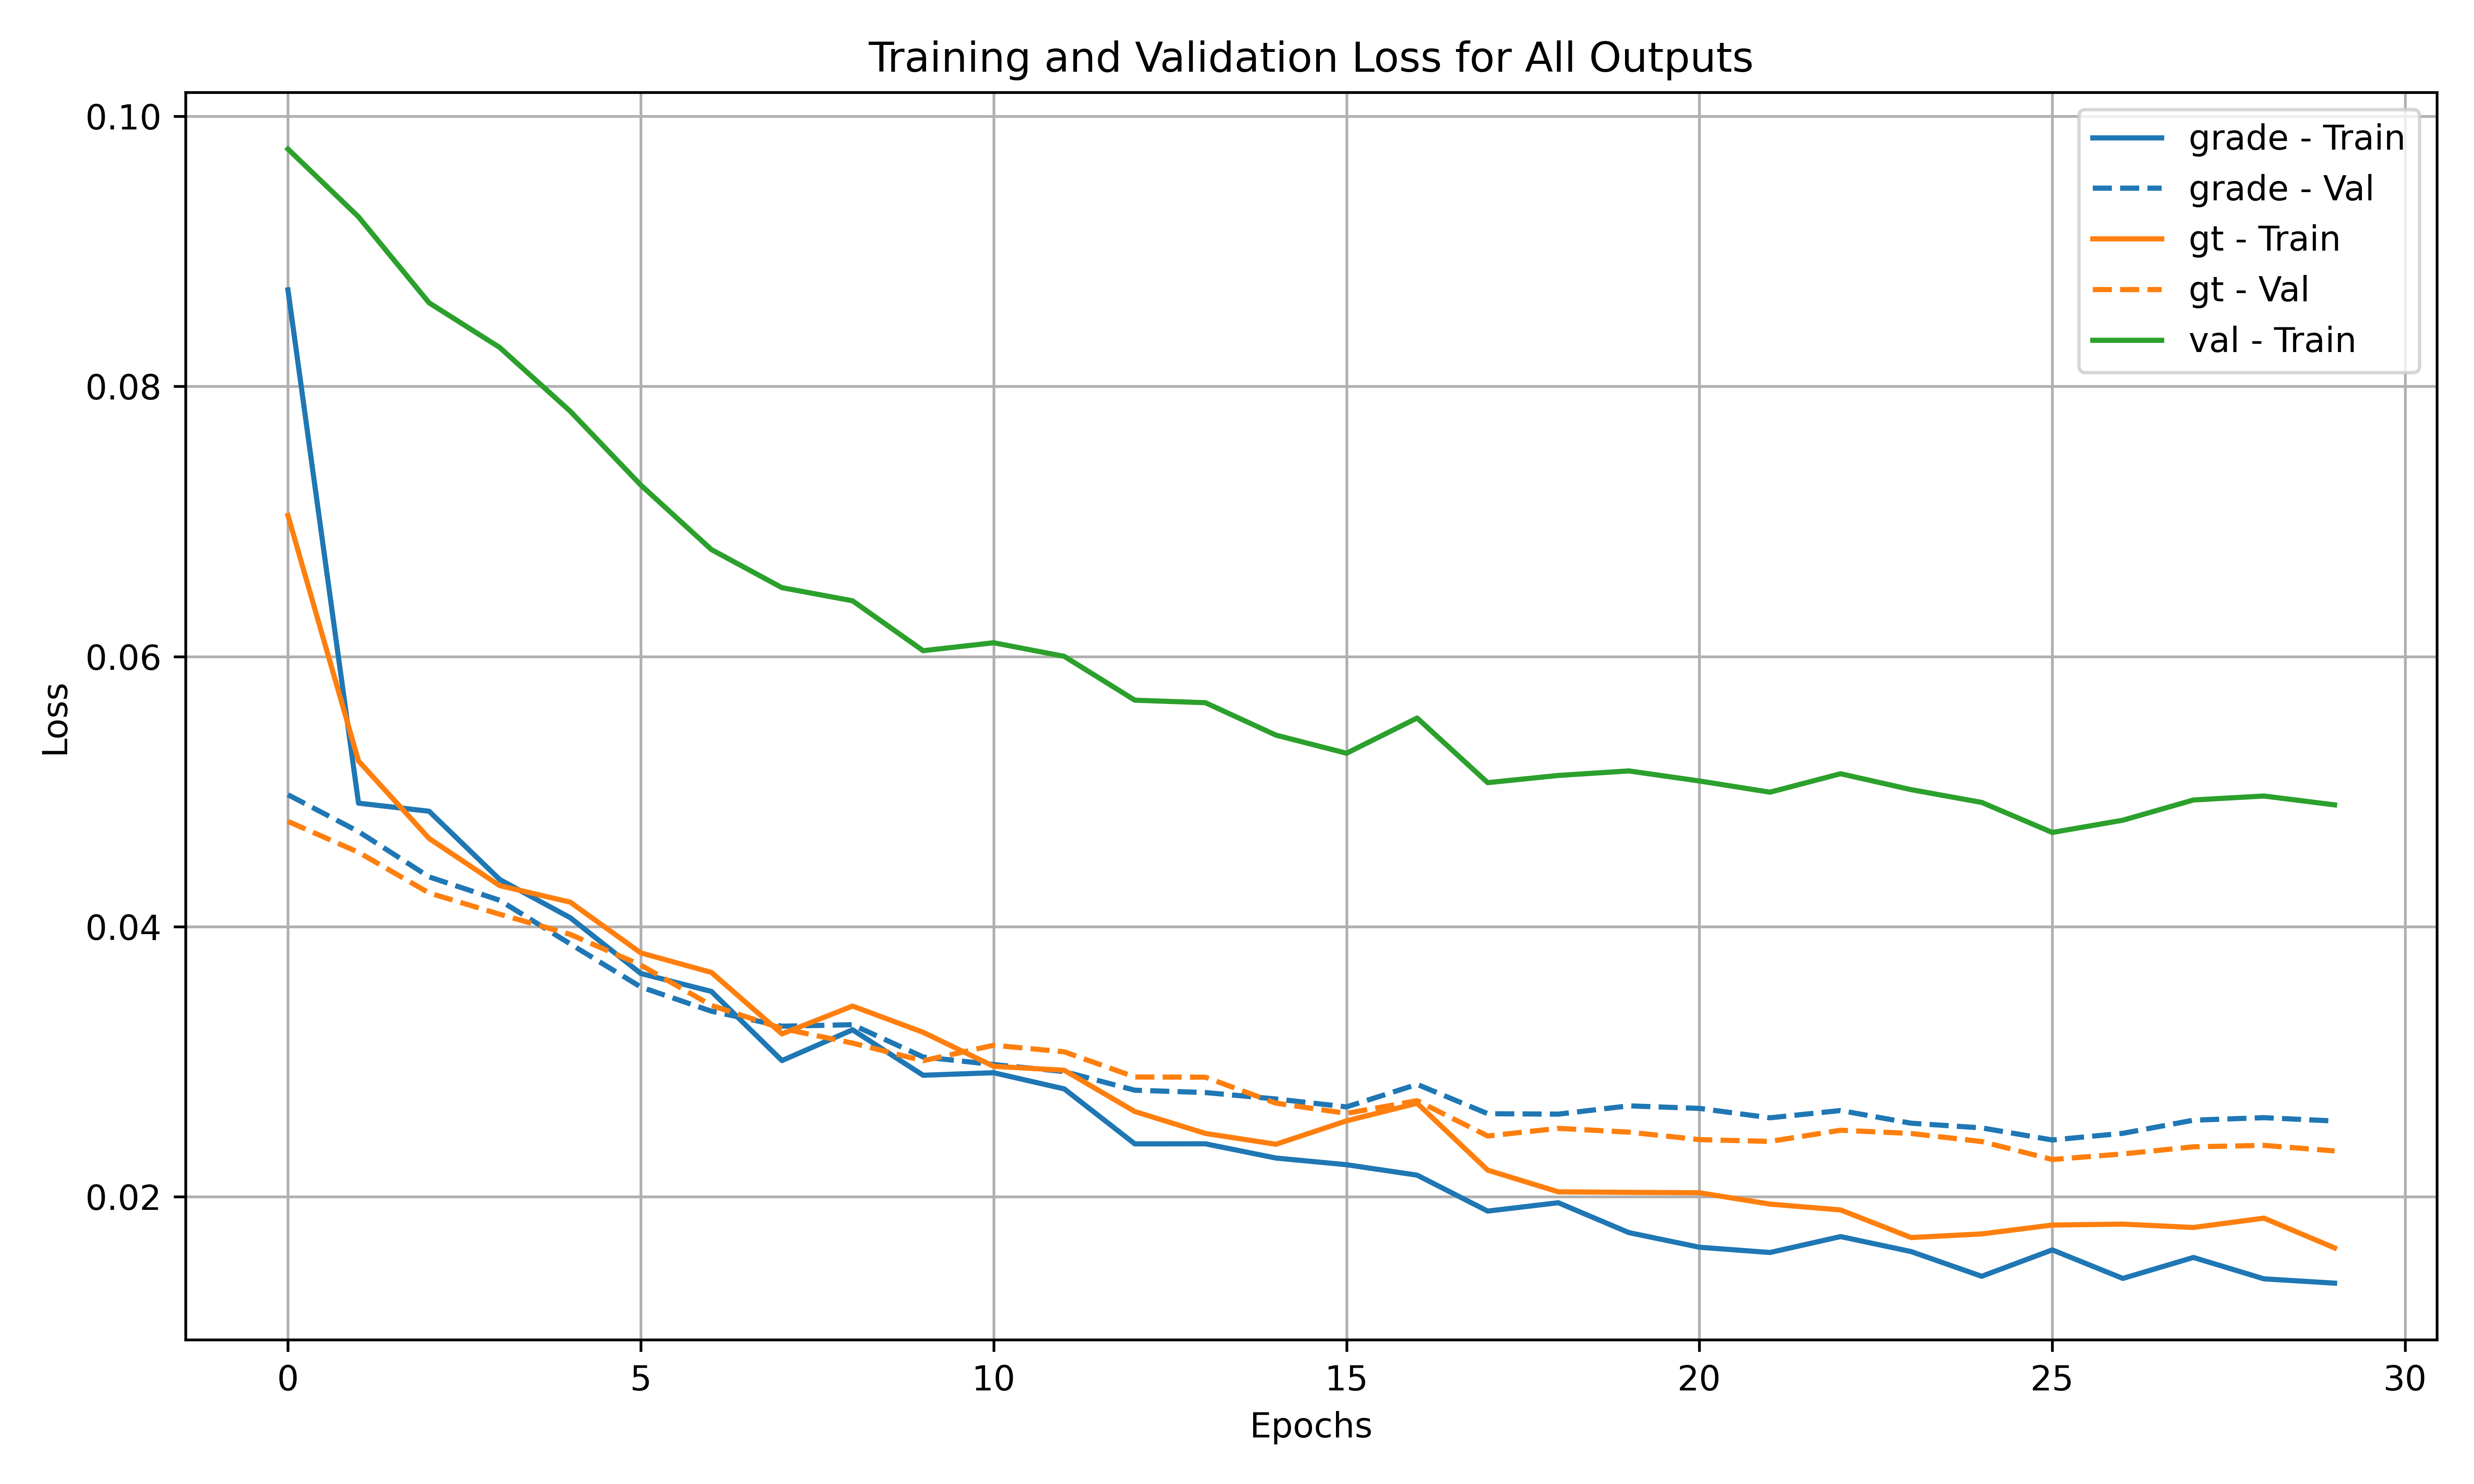 Training and Validation Loss for All Outputs
0.10
0.08
0.06
0.04
0.02
Loss
0
5
10
15
20
25
30
Epochs
grade - Train
grade - Val
gt - Train
gt - Val
val - Train